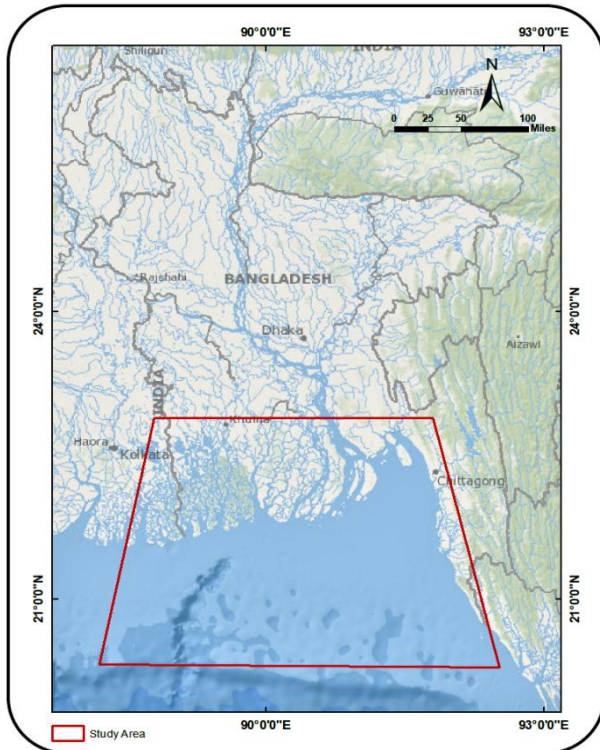 90°0'0"E
93°0'0"E
INDIA
Shiliguri
N
0 25 50 100
Miles
Rajshahi
BANGLADESH
24°0'0"N
24°0'0"N
Dhaka
Aizawl
INDIA
Khulna
Haora
Kolkata
Chittagong
21°0'0"N
21°0'0"N
90°0'0"E
93°0'0"E
Study Area